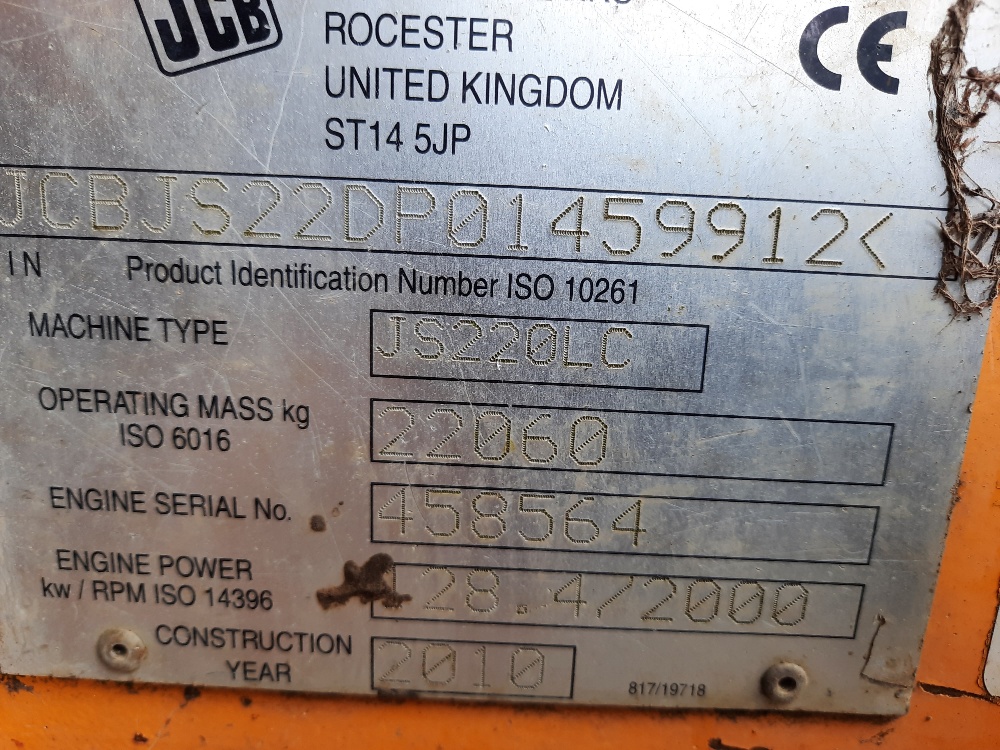 JCB
ROCESTER
UNITED KINGDOM
ST14 5JP
CE
JCBJS22DP01459912<
IN Product Identification Number ISO 10261
MACHINE TYPE JS220LC
OPERATING MASS kg
ISO 6016 22060
ENGINE SERIAL No. 458564
ENGINE POWER
kw / RPM ISO 14396 128.4/2000
CONSTRUCTION
YEAR 2010
817/19718